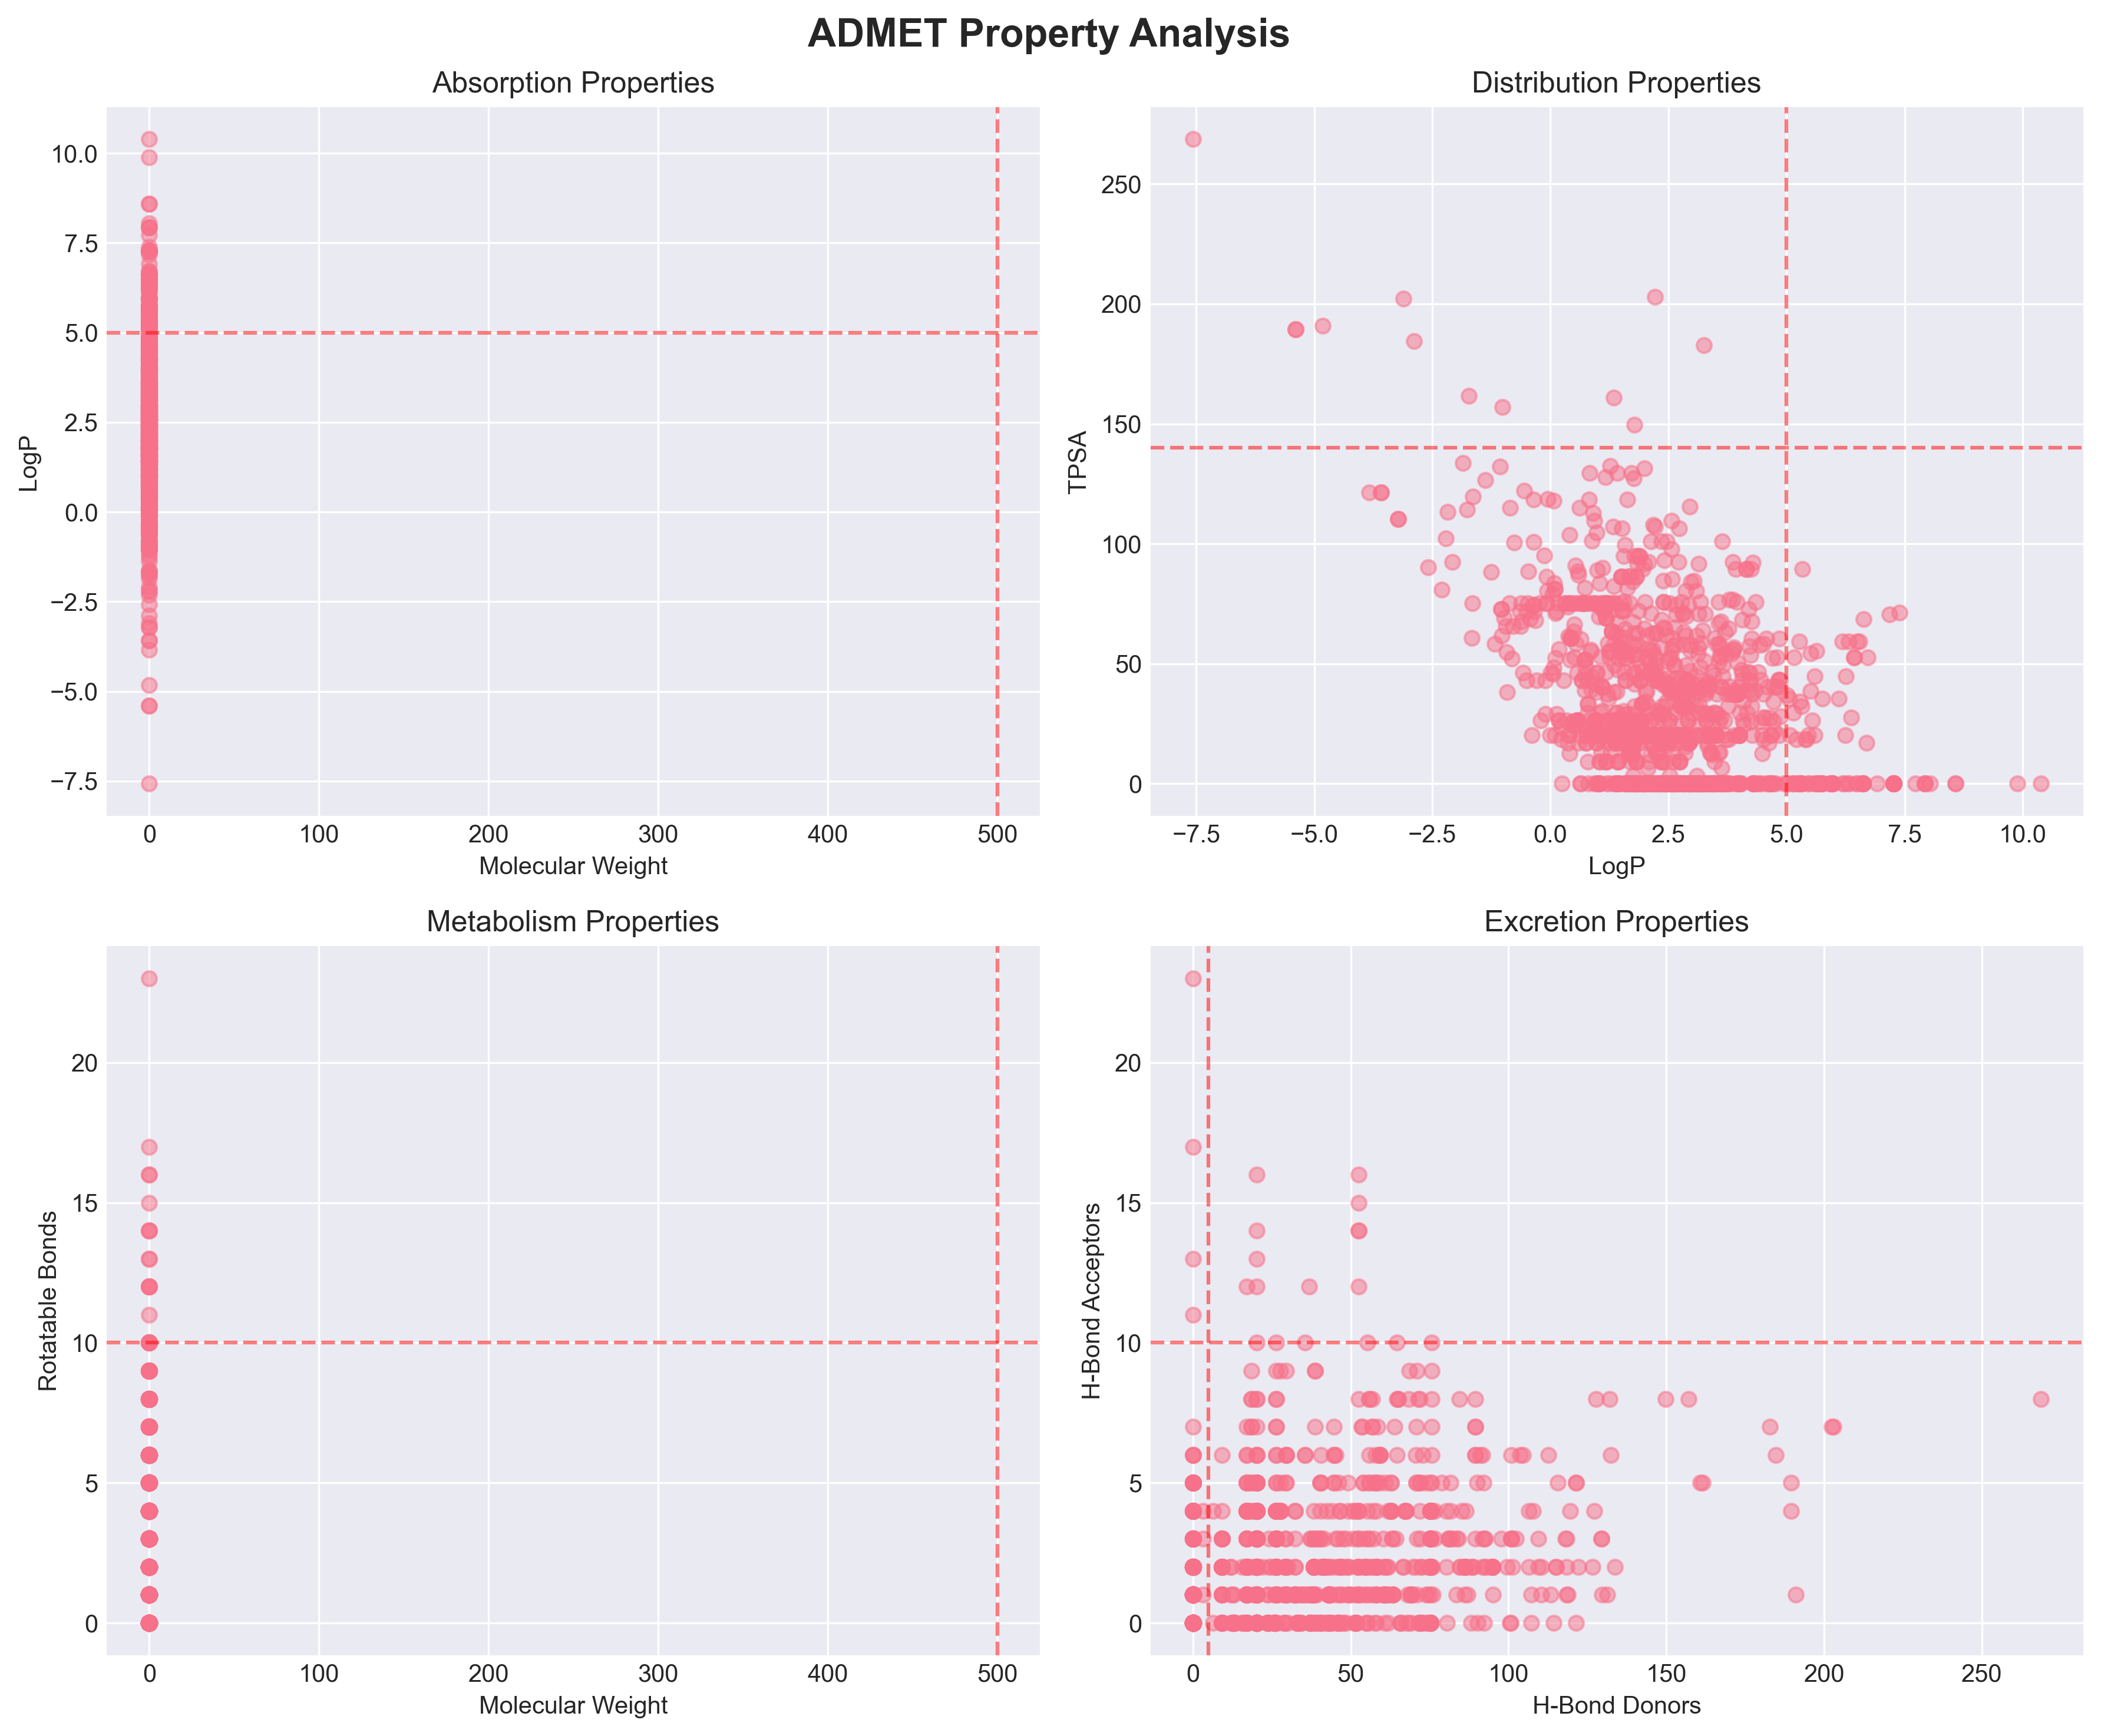 ADMET Property Analysis
Absorption Properties
10.0
7.5
5.0
2.5
0.0
−2.5
−5.0
−7.5
LogP
0 100 200 300 400 500
Molecular Weight
Distribution Properties
250
200
150
100
50
0
TPSA
−7.5 −5.0 −2.5 0.0 2.5 5.0 7.5 10.0
LogP
Metabolism Properties
20
15
10
5
0
Rotatable Bonds
0 100 200 300 400 500
Molecular Weight
Excretion Properties
20
15
10
5
0
H-Bond Acceptors
0 50 100 150 200 250
H-Bond Donors